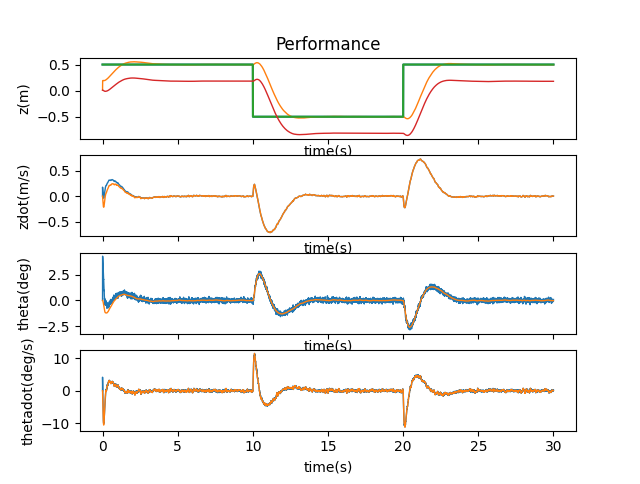 Performance
0.5
0.0
−0.5
z(m)
time(s)
0.5
0.0
−0.5
zdot(m/s)
time(s)
2.5
0.0
−2.5
theta(deg)
time(s)
10
0
−10
thetadot(deg/s)
0 5 10 15 20 25 30
time(s)